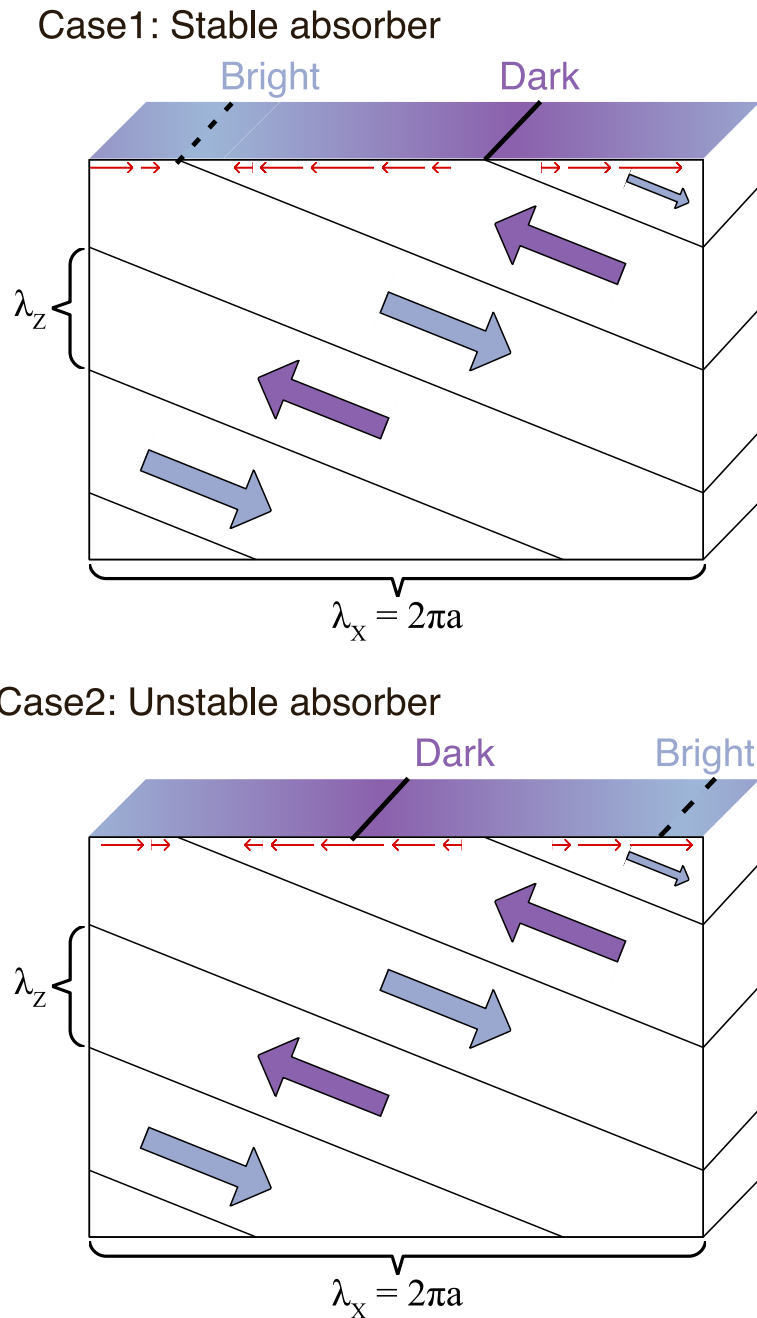 Case1: Stable absorber
Bright Dark
λZ
λX = 2πa
Case2: Unstable absorber
Dark Bright
λZ
λX = 2πa